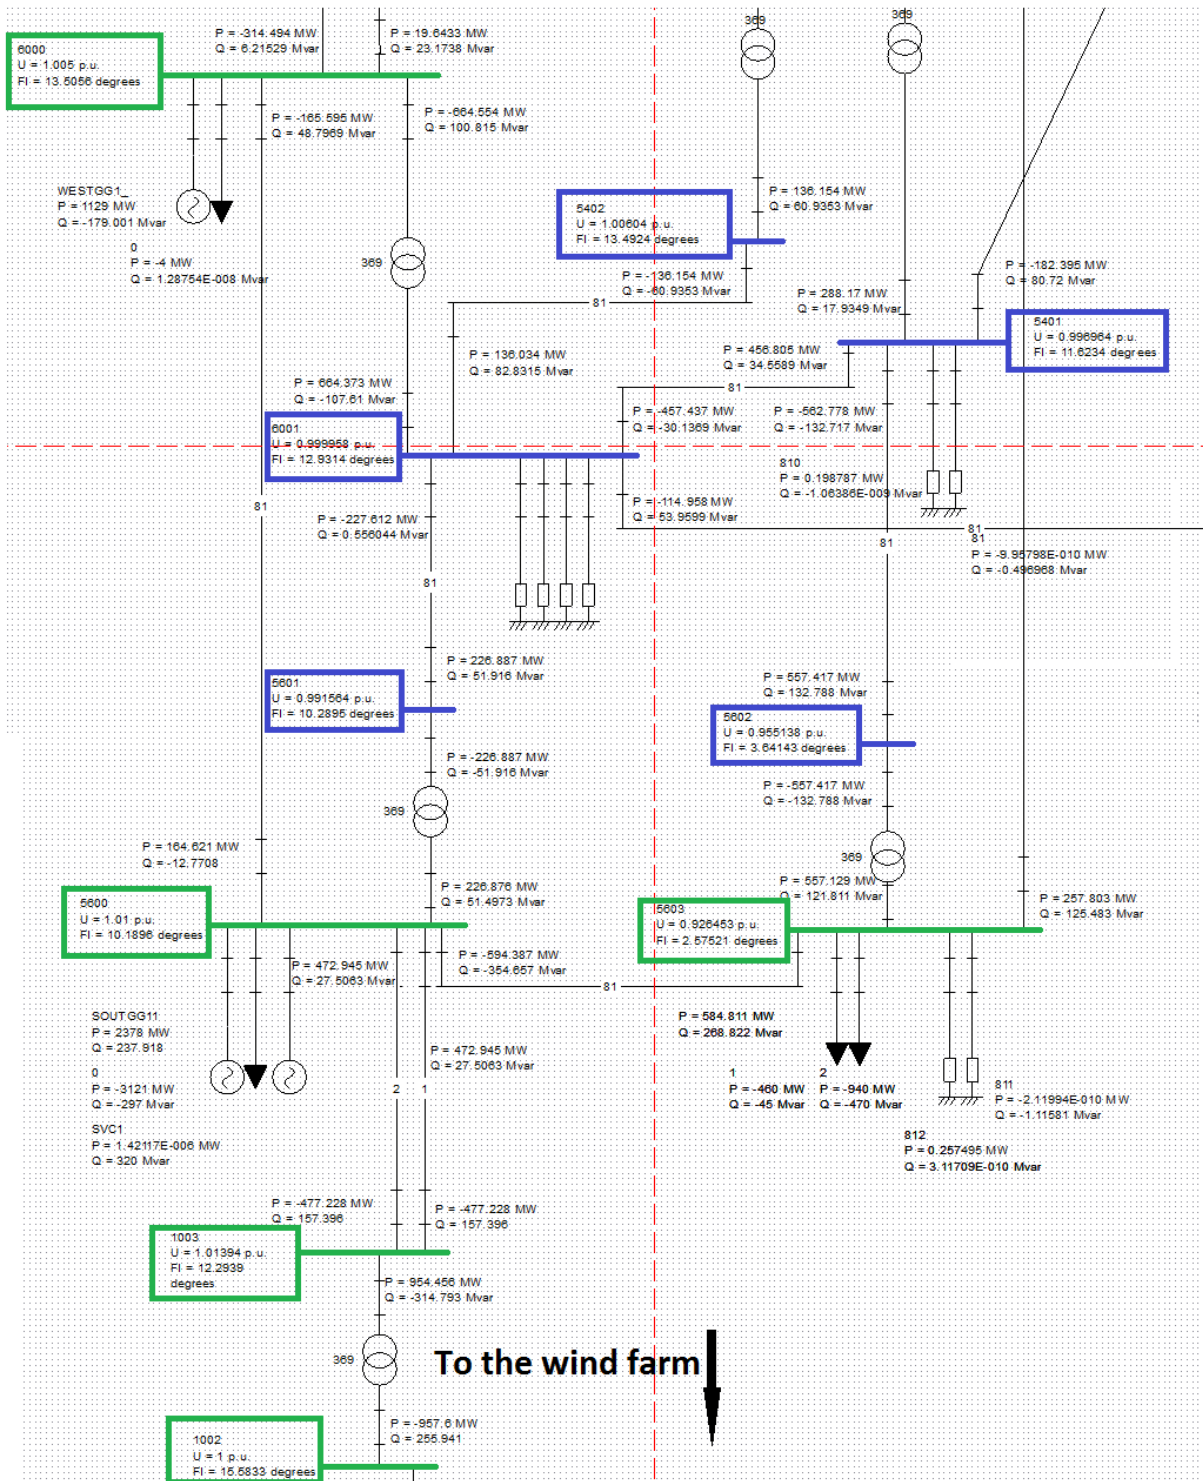 369
369
P = -314.494 MW
Q = 6.21529 Mvar
P = 19.6433 MW
Q = 23.1738 Mvar
6000
U = 1.005 p.u.
FI = 13.5056 degrees
P = -165.595 MW
Q = 48.7969 Mvar
P = -664.554 MW
Q = 100.815 Mvar
WESTGG1_
P = 1129 MW
Q = -179.001 Mvar
0
P = -4 MW
Q = 1.28754E-008 Mvar
369
5402
U = 1.00604 p.u.
FI = 13.4924 degrees
P = 136.154 MW
Q = 60.9353 Mvar
P = -136.154 MW
Q = -60.9353 Mvar
81
P = -182.395 MW
Q = 80.72 Mvar
P = 288.17 MW
Q = 17.9349 Mvar
5401
U = 0.996964 p.u.
FI = 11.6234 degrees
P = 136.034 MW
Q = 82.8315 Mvar
P = 456.805 MW
Q = 34.5589 Mvar
81
P = 664.373 MW
Q = -107.61 Mvar
P = -457.437 MW
Q = -30.1369 Mvar
P = -562.778 MW
Q = -132.717 Mvar
6001
U = 0.999958 p.u.
FI = 12.9314 degrees
810
P = 0.198787 MW
Q = -1.06386E-009 Mvar
81
P = -227.612 MW
Q = 0.556044 Mvar
P = -114.958 MW
Q = 53.9599 Mvar
81
81
81
P = -9.95798E-010 MW
Q = -0.496968 Mvar
81
P = 226.887 MW
Q = 51.916 Mvar
5601
U = 0.991564 p.u.
FI = 10.2895 degrees
P = 557.417 MW
Q = 132.788 Mvar
5602
U = 0.955138 p.u.
FI = 3.64143 degrees
P = -226.887 MW
Q = -51.916 Mvar
P = -557.417 MW
Q = -132.788 Mvar
369
369
P = 164.621 MW
Q = -12.7708
P = 226.876 MW
Q = 51.4973 Mvar
P = 557.129 MW
Q = 121.811 Mvar
P = 257.803 MW
Q = 125.483 Mvar
5600
U = 1.01 p.u.
FI = 10.1896 degrees
5603
U = 0.926453 p.u.
FI = 2.57521 degrees
P = 472.945 MW
Q = 27.5063 Mvar
P = -594.387 MW
Q = -354.657 Mvar
81
SOUTGG11
P = 2378 MW
Q = 237.918
0
P = -3121 MW
Q = -297 Mvar
SVC1
P = 1.42117E-006 MW
Q = 320 Mvar
P = 472.945 MW
Q = 27.5063 Mvar
2
1
P = 584.811 MW
Q = 268.822 Mvar
1
P = -460 MW
Q = -45 Mvar
2
P = -940 MW
Q = -470 Mvar
811
P = -2.11994E-010 MW
Q = -1.11581 Mvar
812
P = 0.257495 MW
Q = 3.11709E-010 Mvar
P = -477.228 MW
Q = 157.396
P = -477.228 MW
Q = 157.396
1003
U = 1.01394 p.u.
FI = 12.2939
degrees
P = 954.456 MW
Q = -314.793 Mvar
369
To the wind farm
P = -957.6 MW
Q = 255.941
1002
U = 1 p.u.
FI = 15.5833 degrees